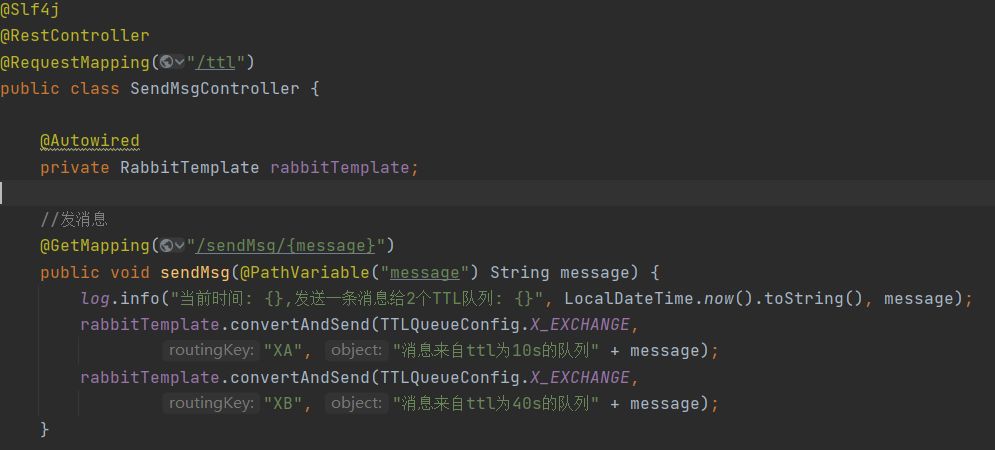 @Slf4j
@RestController
@RequestMapping("/ttl")
public class SendMsgController {
@Autowired
private RabbitTemplate rabbitTemplate;
//发消息
@GetMapping("/sendMsg/{message}")
public void sendMsg(@PathVariable("message") String message) {
log.info("当前时间: {},发送一条消息给2个TTL队列: {}", LocalDateTime.now().toString(), message);
rabbitTemplate.convertAndSend(TTLQueueConfig.X_EXCHANGE,
routingKey: "XA", object: "消息来自ttl为10s的队列" + message);
rabbitTemplate.convertAndSend(TTLQueueConfig.X_EXCHANGE,
routingKey: "XB", object: "消息来自ttl为40s的队列" + message);
}